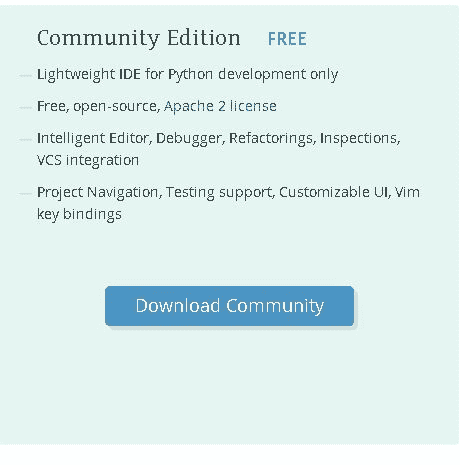 Community Edition FREE
— Lightweight IDE for Python development only
— Free, open-source, Apache 2 license
— Intelligent Editor, Debugger, Refactorings, Inspections,
VCS integration
— Project Navigation, Testing support, Customizable UI, Vim
key bindings
Download Community